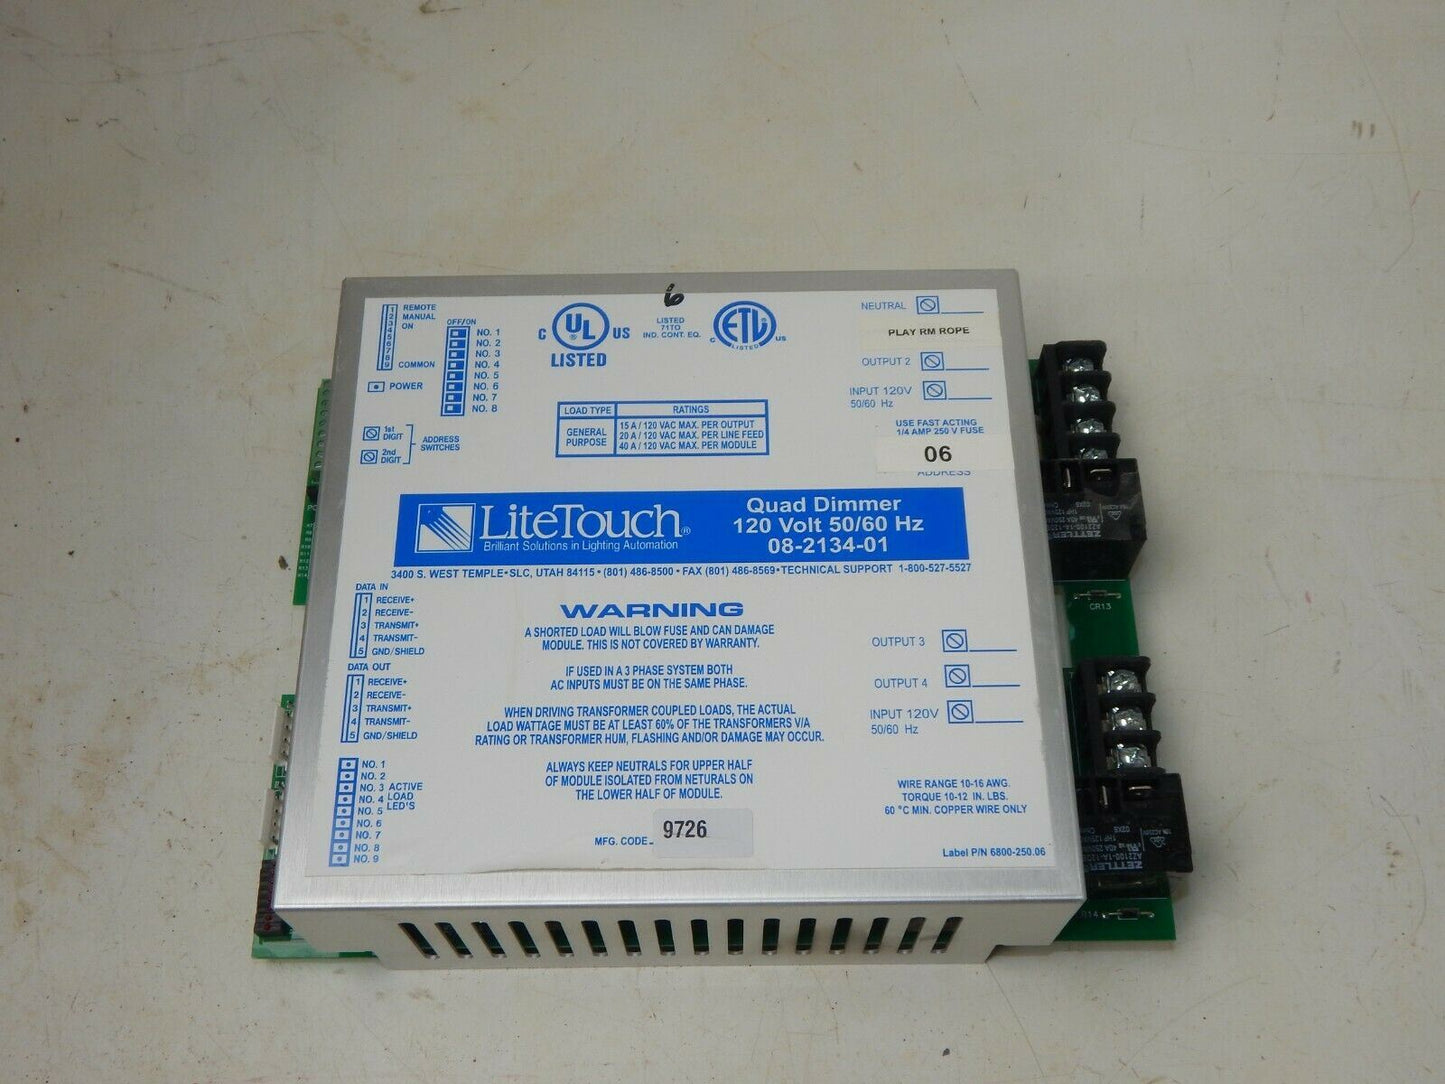 6
1
2
3
4
5
6
7
8
9
REMOTE
MANUAL
ON
COMMON
POWER
OFF/ON
NO. 1
NO. 2
NO. 3
NO. 4
NO. 5
NO. 6
NO. 7
NO. 8
1st
DIGIT
2nd
DIGIT
ADDRESS
SWITCHES
C UL US
®
LISTED
LISTED
71TO
IND. CONT. EQ.
C ETL US
LISTED
LOAD TYPE RATINGS
GENERAL
PURPOSE
15 A / 120 VAC MAX. PER OUTPUT
20 A / 120 VAC MAX. PER LINE FEED
40 A / 120 VAC MAX. PER MODULE
NEUTRAL
PLAY RM ROPE
OUTPUT 2
INPUT 120V
50/60 Hz
USE FAST ACTING
1/4 AMP 250 V FUSE
06
ADDRESS
LiteTouch®
Brilliant Solutions in Lighting Automation
Quad Dimmer
120 Volt 50/60 Hz
08-2134-01
3400 S. WEST TEMPLE • SLC, UTAH 84115 • (801) 486-8500 • FAX (801) 486-8569 • TECHNICAL SUPPORT 1-800-527-5527
DATA IN
1 RECEIVE+
2 RECEIVE-
3 TRANSMIT+
4 TRANSMIT-
5 GND/SHIELD
DATA OUT
1 RECEIVE+
2 RECEIVE-
3 TRANSMIT+
4 TRANSMIT-
5 GND/SHIELD
NO. 1
NO. 2
NO. 3
NO. 4
NO. 5
NO. 6
NO. 7
NO. 8
NO. 9
ACTIVE
LOAD
LED'S
WARNING
A SHORTED LOAD WILL BLOW FUSE AND CAN DAMAGE
MODULE. THIS IS NOT COVERED BY WARRANTY.
IF USED IN A 3 PHASE SYSTEM BOTH
AC INPUTS MUST BE ON THE SAME PHASE.
WHEN DRIVING TRANSFORMER COUPLED LOADS, THE ACTUAL
LOAD WATTAGE MUST BE AT LEAST 60% OF THE TRANSFORMERS V/A
RATING OR TRANSFORMER HUM, FLASHING AND/OR DAMAGE MAY OCCUR.
ALWAYS KEEP NEUTRALS FOR UPPER HALF
OF MODULE ISOLATED FROM NETURALS ON
THE LOWER HALF OF MODULE.
MFG. CODE 9726
OUTPUT 3
OUTPUT 4
INPUT 120V
50/60 Hz
WIRE RANGE 10-16 AWG.
TORQUE 10-12 IN. LBS.
60 °C MIN. COPPER WIRE ONLY
Label P/N 6800-250.06
ZETTLER
CR13
ZETTLER